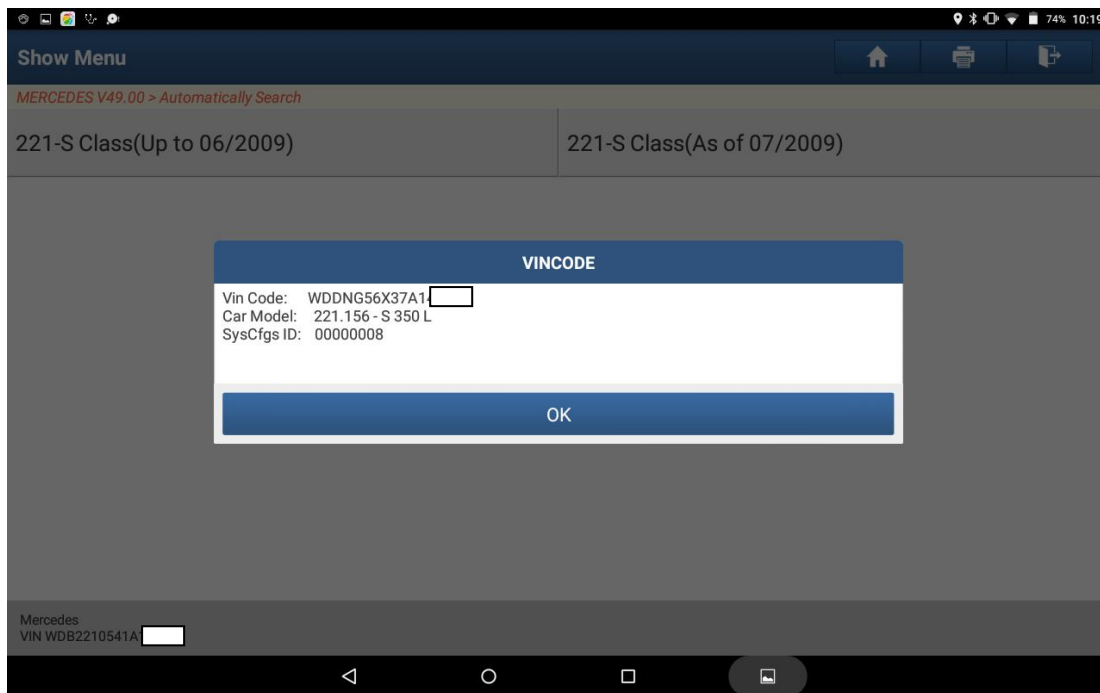 74% 10:19
Show Menu
MERCEDES V49.00 > Automatically Search
221-S Class(Up to 06/2009)
221-S Class(As of 07/2009)
VINCODE
Vin Code: WDDNG56X37A1
Car Model: 221.156 - S 350 L
SysCfgs ID: 00000008
OK
Mercedes
VIN WDB2210541A